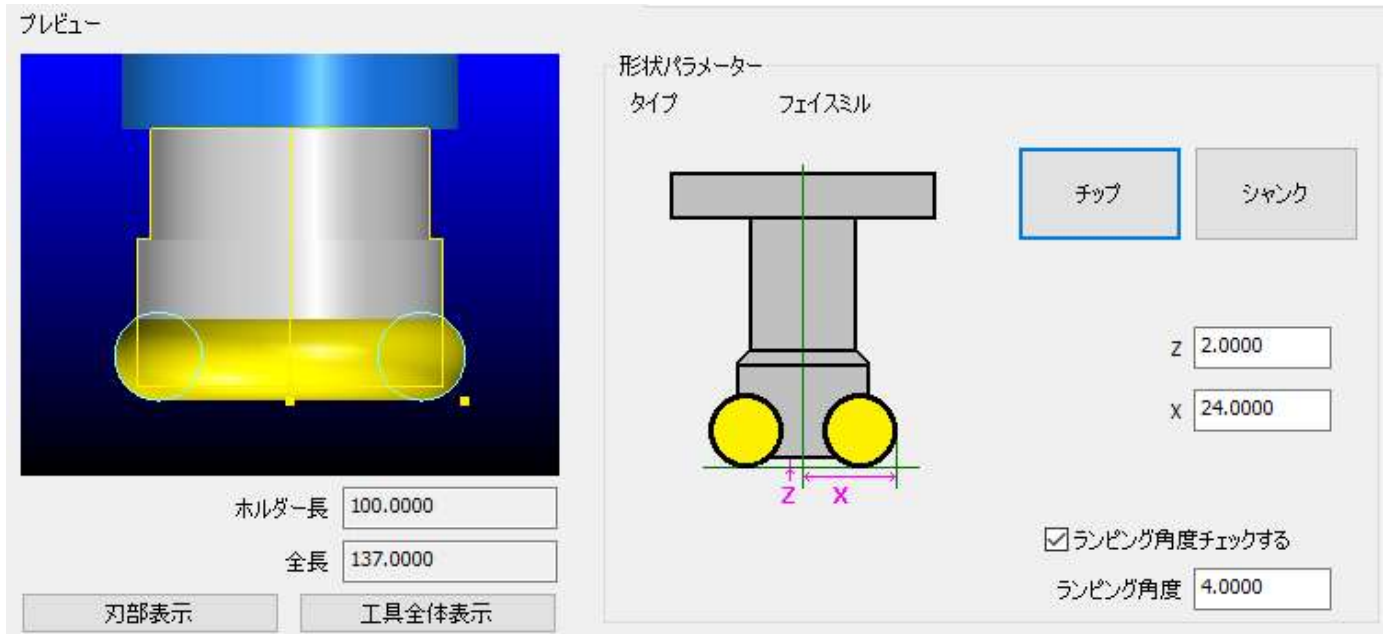 プレビュー
形状パラメーター
タイプ フェイスミル
チップ シャンク
Z 2.0000
X 24.0000
Z X
ホルダー長 100.0000
ランピング角度チェックする
全長 137.0000
ランピング角度 4.0000
刃部表示 工具全体表示